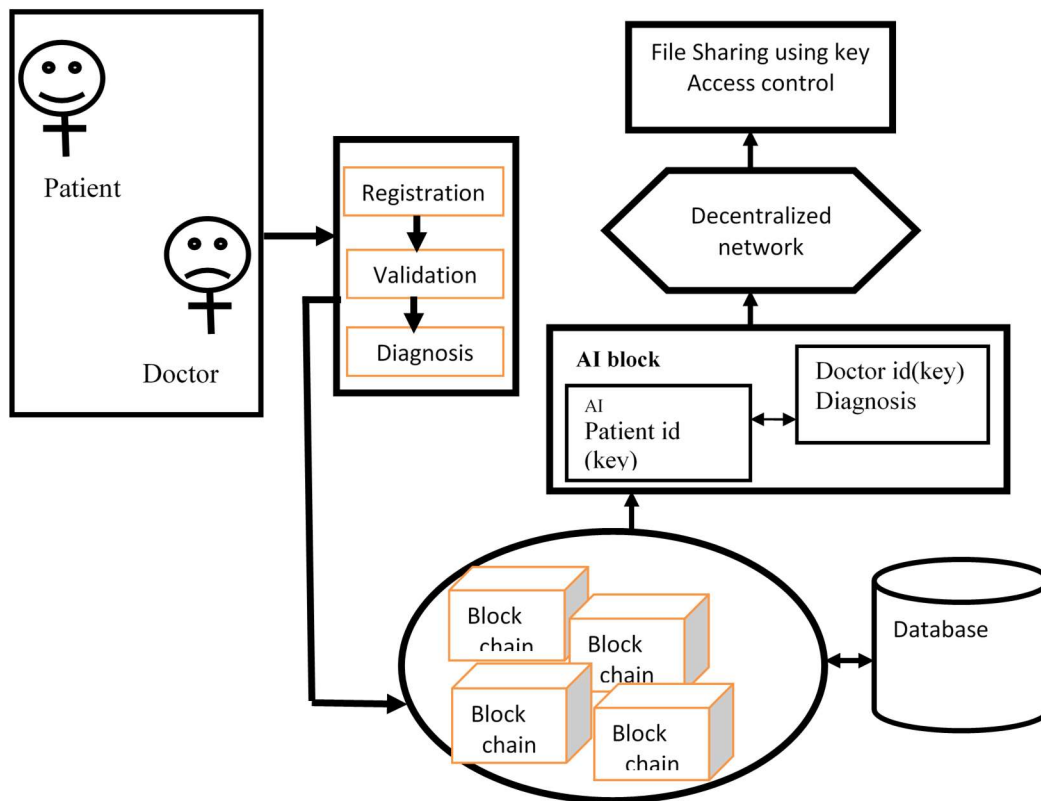 Patient
Doctor
Registration
Validation
Diagnosis
File Sharing using key
Access control
Decentralized
network
AI block
AI
Patient id
(key)
Doctor id(key)
Diagnosis
Block
chain
Block
chain
Block
chain
Block
chain
Database